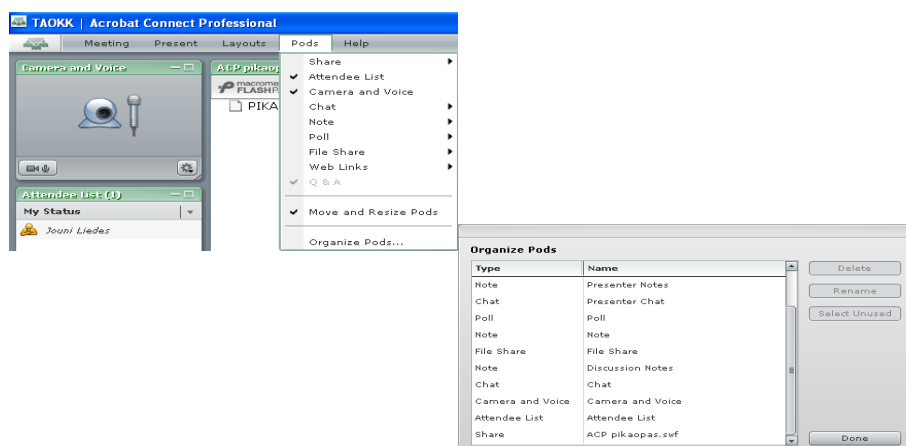 TAOKK | Acrobat Connect Professional
Meeting Present Layouts Pods Help
Camera and Voice
ACP pikaop
macrome
FLASHP
PIKA
Share
Attendee List
Camera and Voice
Chat
Note
Poll
File Share
Web Links
Q & A
Move and Resize Pods
Organize Pods...
Attendee List (1)
My Status
Jouni Liedes
Organize Pods
Type Name
Note Presenter Notes
Chat Presenter Chat
Poll Poll
Note Note
File Share File Share
Note Discussion Notes
Chat Chat
Camera and Voice Camera and Voice
Attendee List Attendee List
Share ACP pikaopas.swf
Delete
Rename
Select Unused
Done